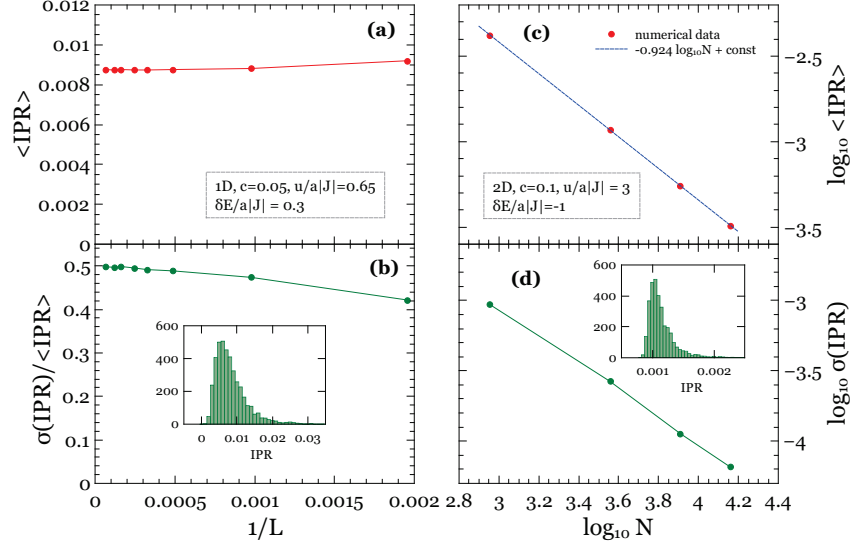 (a)
0.012
0.01
0.008
0.006
0.004
0.002
0
<IPR>
1D, c=0.05, u/a|J|=0.65
δE/a|J| = 0.3
(b)
0.5
0.4
0.3
0.2
0.1
0
σ(IPR)/<IPR>
600
400
200
0
0 0.01 0.02 0.03
IPR
0 0.0005 0.001 0.0015 0.002
1/L
(c)
numerical data
-0.924 log₁₀N + const
−2.5
−3
−3.5
log₁₀ <IPR>
2D, c=0.1, u/a|J| = 3
δE/a|J|=-1
(d)
600
400
200
0
0.001 0.002
IPR
−3
−3.5
−4
log₁₀ σ(IPR)
2.8 3 3.2 3.4 3.6 3.8 4 4.2 4.4
log₁₀ N